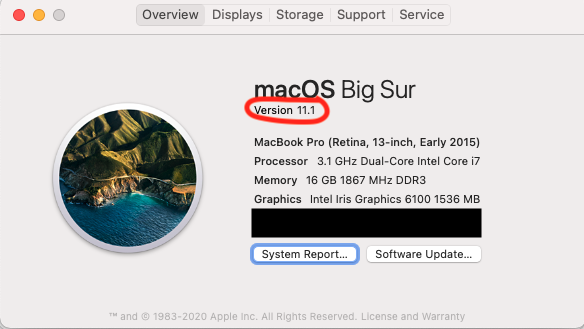 Overview Displays Storage Support Service
macOS Big Sur
Version 11.1
MacBook Pro (Retina, 13-inch, Early 2015)
Processor 3.1 GHz Dual-Core Intel Core i7
Memory 16 GB 1867 MHz DDR3
Graphics Intel Iris Graphics 6100 1536 MB
System Report... Software Update...
™ and © 1983-2020 Apple Inc. All Rights Reserved. License and Warranty